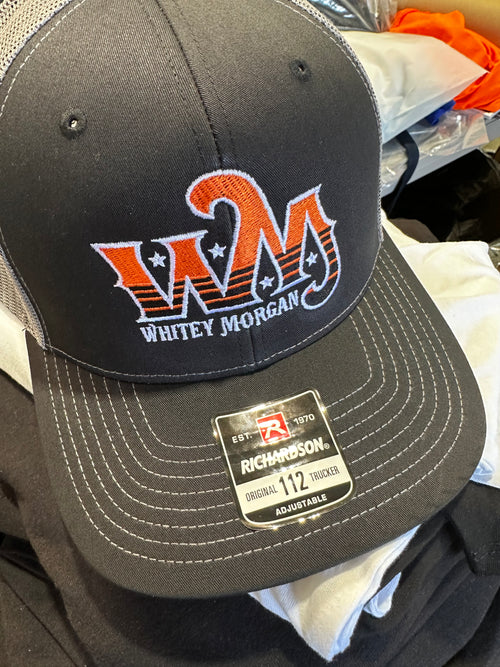 WM
WHITEY MORGAN
EST. R 1970
RICHARDSON®
ORIGINAL 112 TRUCKER
ADJUSTABLE